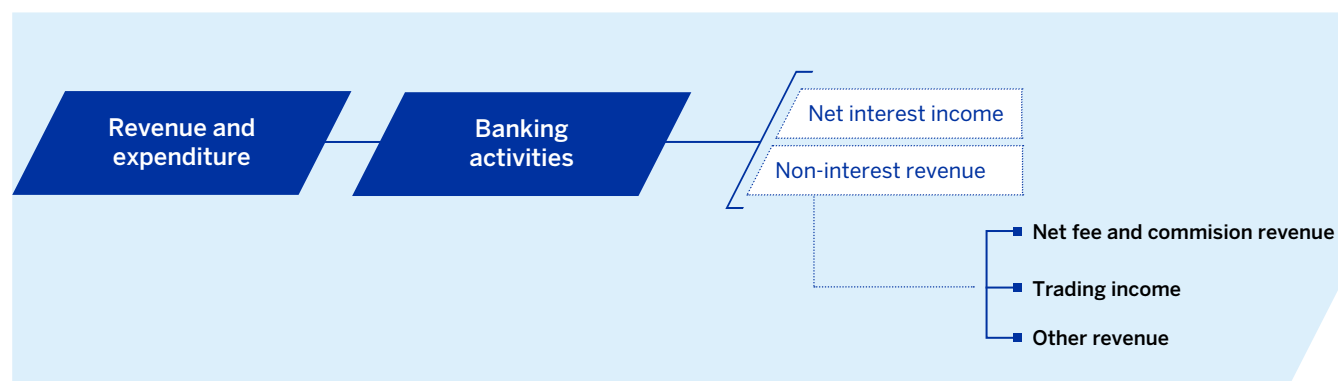 Revenue and
expenditure
Banking
activities
Net interest income
Non-interest revenue
Net fee and commision revenue
Trading income
Other revenue